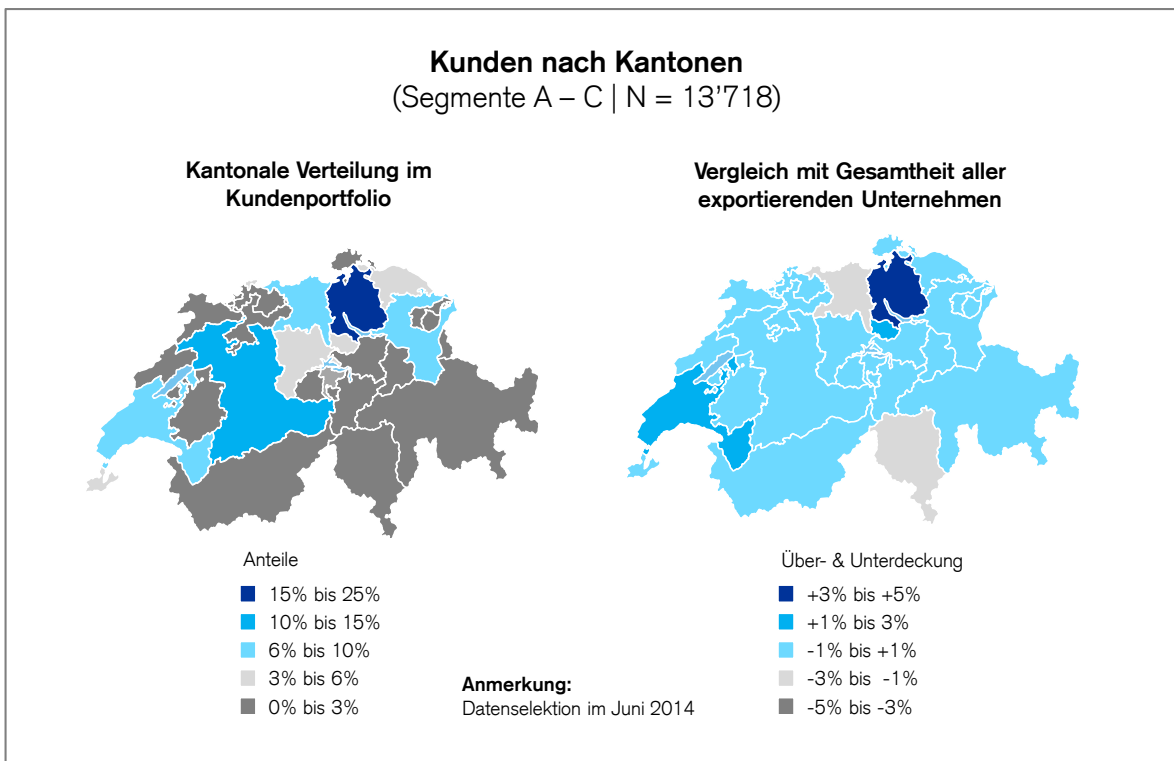 Kunden nach Kantonen
(Segmente A – C | N = 13’718)
Kantonale Verteilung im
Kundenportfolio
Vergleich mit Gesamtheit aller
exportierenden Unternehmen
Anteile
15% bis 25%
10% bis 15%
6% bis 10%
3% bis 6%
0% bis 3%
Anmerkung:
Datenselektion im Juni 2014
Über- & Unterdeckung
+3% bis +5%
+1% bis 3%
-1% bis +1%
-3% bis -1%
-5% bis -3%